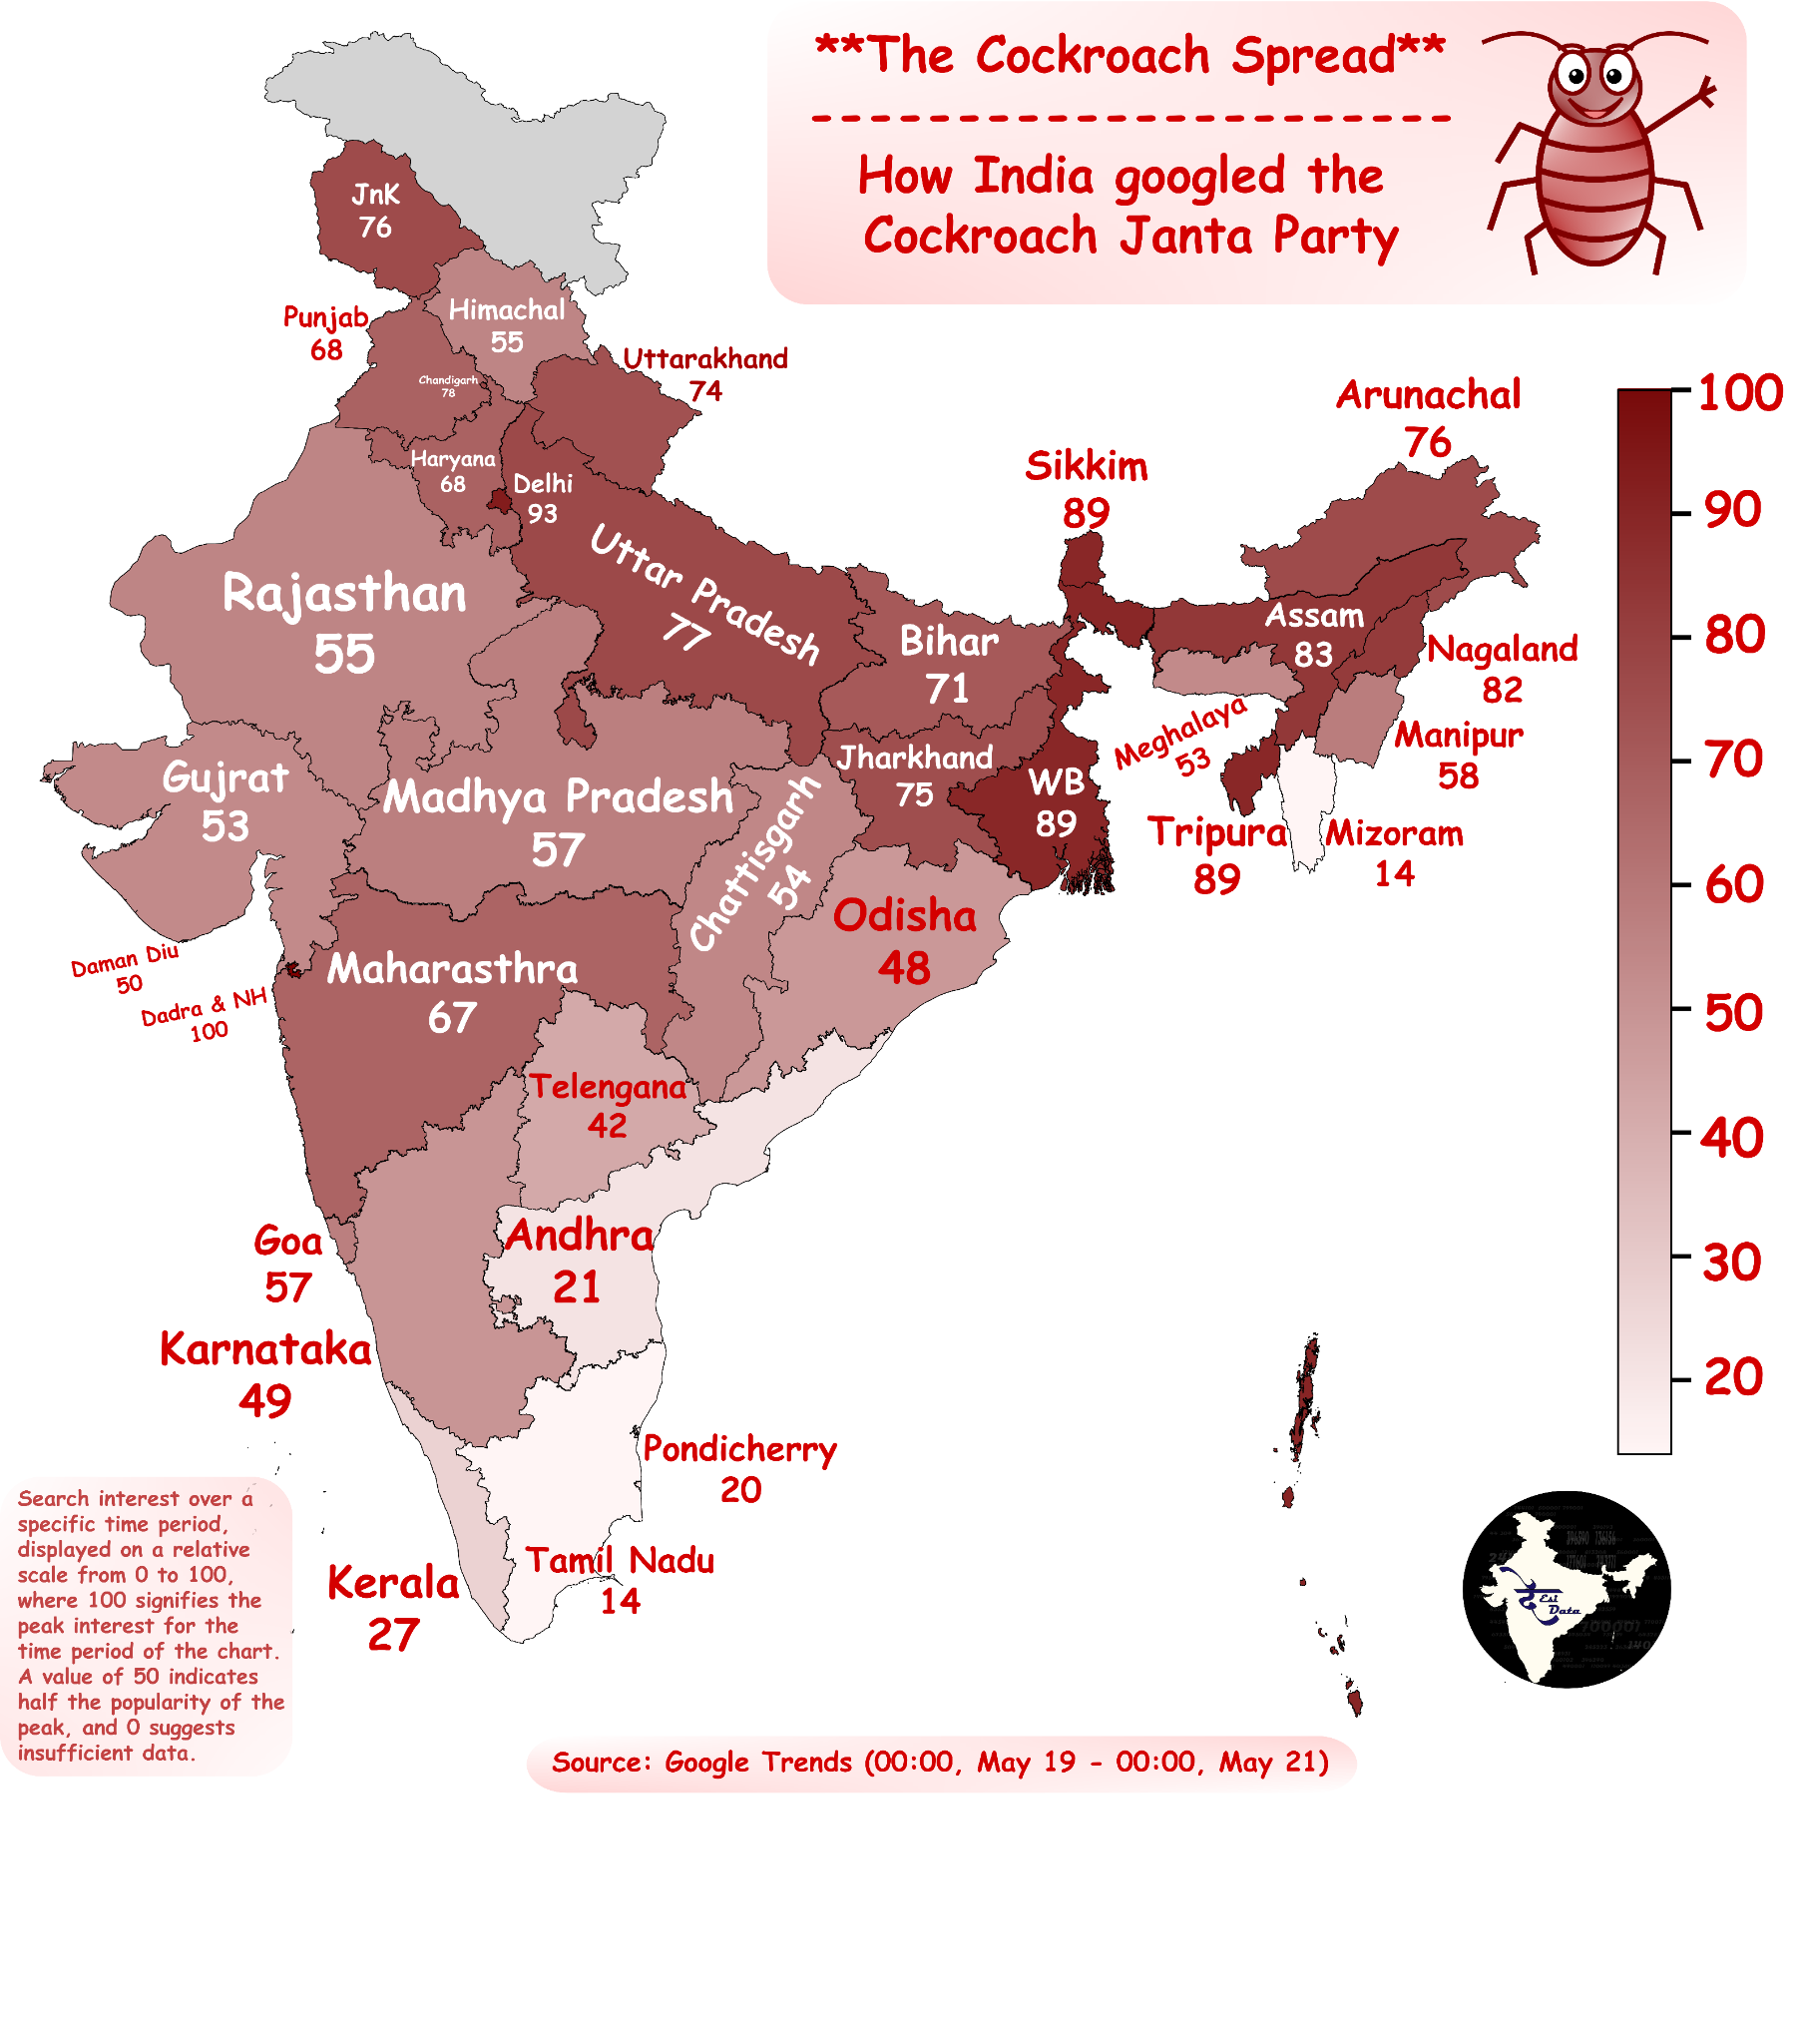 **The Cockroach Spread**
How India googled the
Cockroach Janta Party
JnK
76
Himachal
55
Punjab
68
Chandigarh
78
Uttarakhand
74
Haryana
68
Delhi
93
Rajasthan
55
Uttar Pradesh
77
Bihar
71
Sikkim
89
Arunachal
76
Assam
83
Nagaland
82
Manipur
58
Meghalaya
53
Tripura
89
Mizoram
14
Gujrat
53
Madhya Pradesh
57
Chattisgarh
54
Jharkhand
75
WB
89
Odisha
48
Daman Diu
50
Dadra & NH
100
Maharasthra
67
Telengana
42
Goa
57
Andhra
21
Karnataka
49
Pondicherry
20
Kerala
27
Tamil Nadu
14
100
90
80
70
60
50
40
30
20
Search interest over a
specific time period,
displayed on a relative
scale from 0 to 100,
where 100 signifies the
peak interest for the
time period of the chart.
A value of 50 indicates
half the popularity of the
peak, and 0 suggests
insufficient data.
Data
Source: Google Trends (00:00, May 19 - 00:00, May 21)